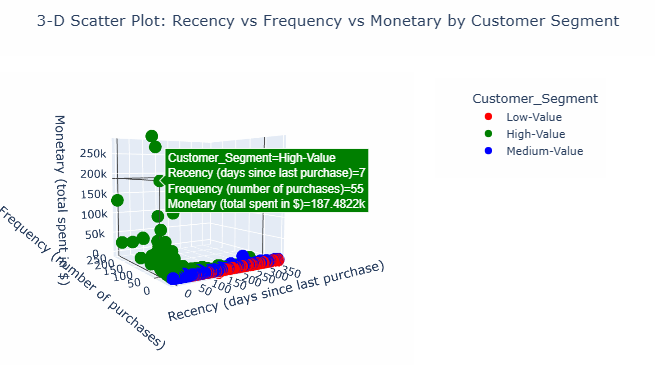 3-D Scatter Plot: Recency vs Frequency vs Monetary by Customer Segment
Customer_Segment
Low-Value
High-Value
Medium-Value
Customer_Segment=High-Value
Recency (days since last purchase)=7
Frequency (number of purchases)=55
Monetary (total spent in $)=187.4822k
Monetary (total spent in $)
250k
200k
150k
100k
50k
0
Frequency (number of purchases)
200
150
100
50
0
Recency (days since last purchase)
0
50
100
150
200
250
300
350